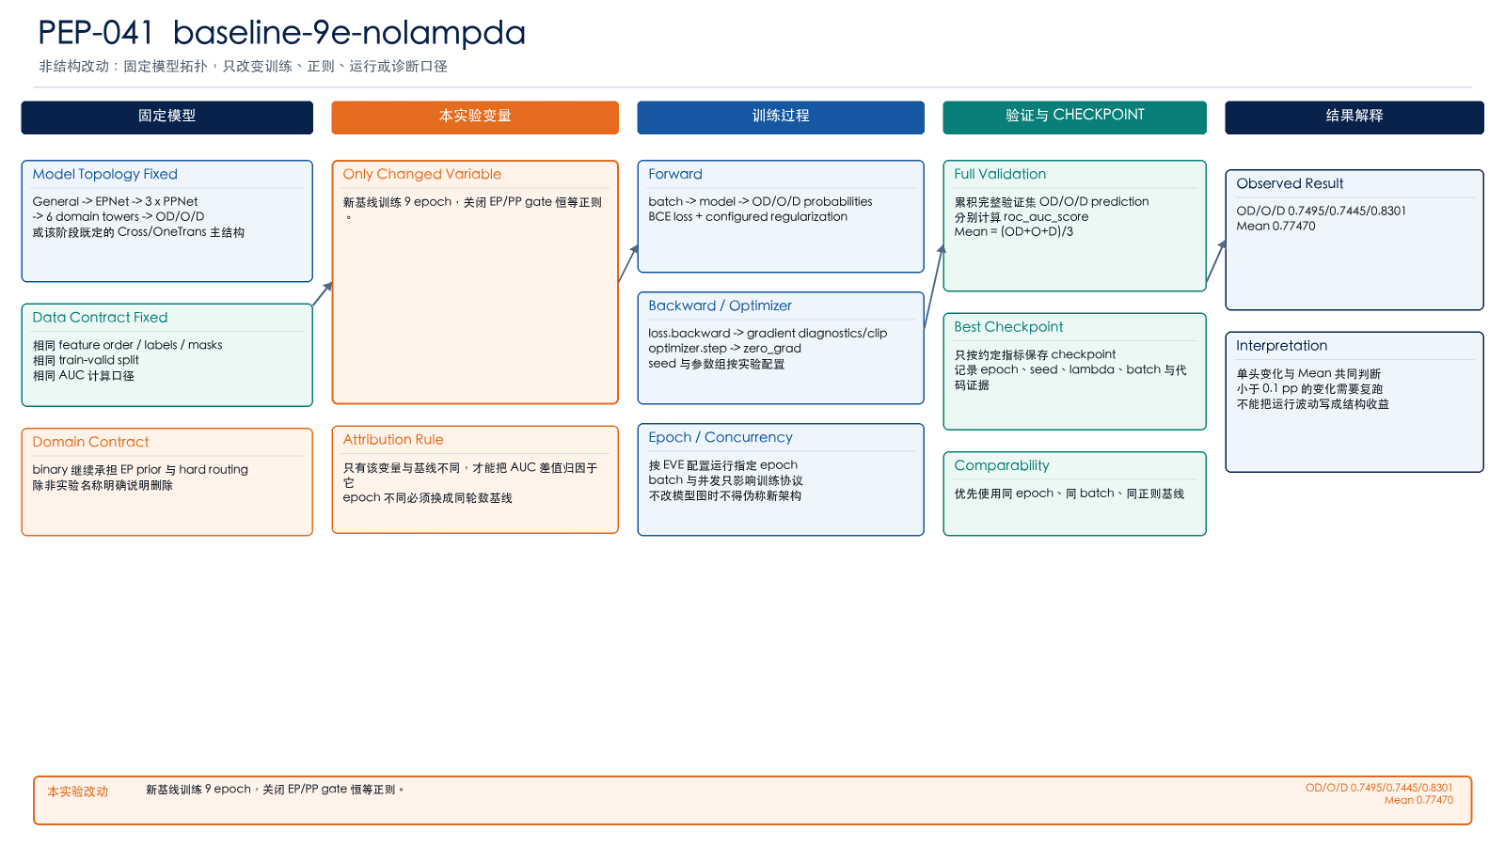 PEP-041 baseline-9e-nolampda
非结构改动：固定模型拓扑，只改变训练、正则、运行或诊断口径
固定模型
Model Topology Fixed
General -> EPNet -> 3 x PPNet
-> 6 domain towers -> OD/O/D
或该阶段既定的 Cross/OneTrans 主结构
Data Contract Fixed
相同 feature order / labels / masks
相同 train-valid split
相同 AUC 计算口径
Domain Contract
binary 继续承担 EP prior 与 hard routing
除非实验名称明确说明删除
本实验变量
Only Changed Variable
新基线训练 9 epoch，关闭 EP/PP gate 恒等正则
。
Attribution Rule
只有该变量与基线不同，才能把 AUC 差值归因于
它
epoch 不同必须换成同轮数基线
训练过程
Forward
batch -> model -> OD/O/D probabilities
BCE loss + configured regularization
Backward / Optimizer
loss.backward -> gradient diagnostics/clip
optimizer.step -> zero_grad
seed 与参数组按实验配置
Epoch / Concurrency
按 EVE 配置运行指定 epoch
batch 与并发只影响训练协议
不改模型图时不得伪称新架构
验证与 CHECKPOINT
Full Validation
累积完整验证集 OD/O/D prediction
分别计算 roc_auc_score
Mean = (OD+O+D)/3
Best Checkpoint
只按约定指标保存 checkpoint
记录 epoch、seed、lambda、batch 与代
码证据
Comparability
优先使用同 epoch、同 batch、同正则基线
结果解释
Observed Result
OD/O/D 0.7495/0.7445/0.8301
Mean 0.77470
Interpretation
单头变化与 Mean 共同判断
小于 0.1 pp 的变化需要复跑
不能把运行波动写成结构收益
本实验改动
新基线训练 9 epoch，关闭 EP/PP gate 恒等正则。
OD/O/D 0.7495/0.7445/0.8301
Mean 0.77470